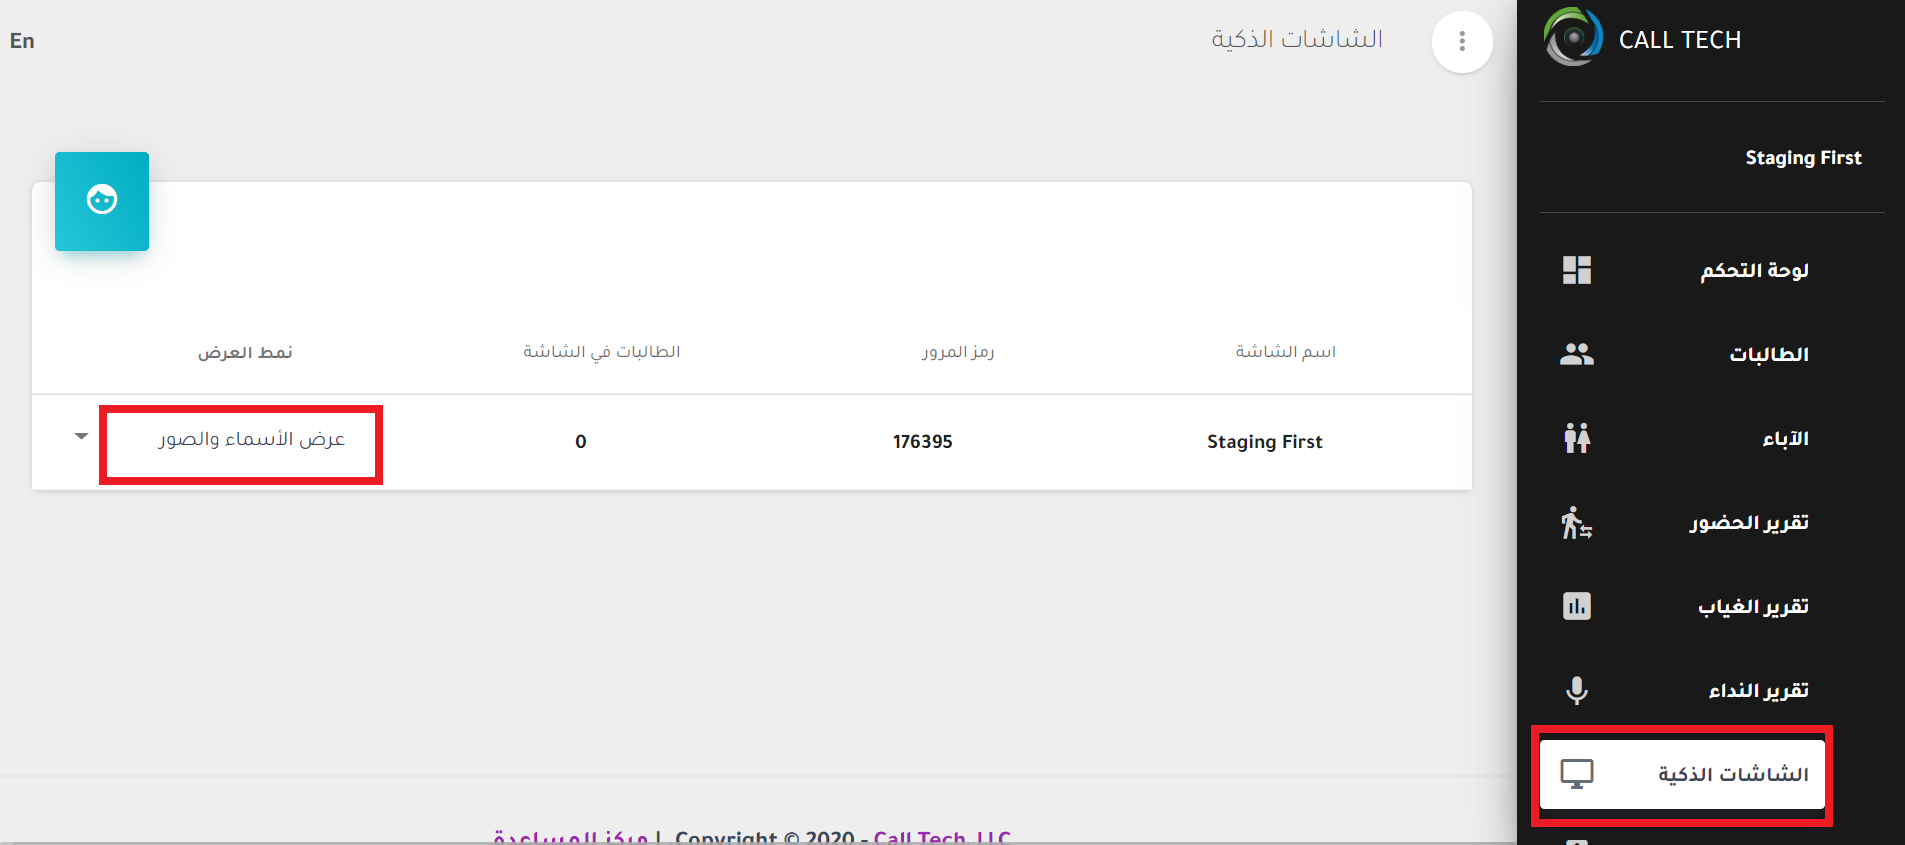 CALL TECH
Staging First
لوحة التحكم
الطالبات
الآباء
تقرير الحضور
تقرير الغياب
تقرير النداء
الشاشات الذكية
الشاشات الذكية
En
اسم الشاشة
رمز المرور
الطالبات في الشاشة
نمط العرض
Staging First
176395
0
عرض الأسماء والصور
Copyright © 2020 - Call Tech, LLC. | مركز المساعدة